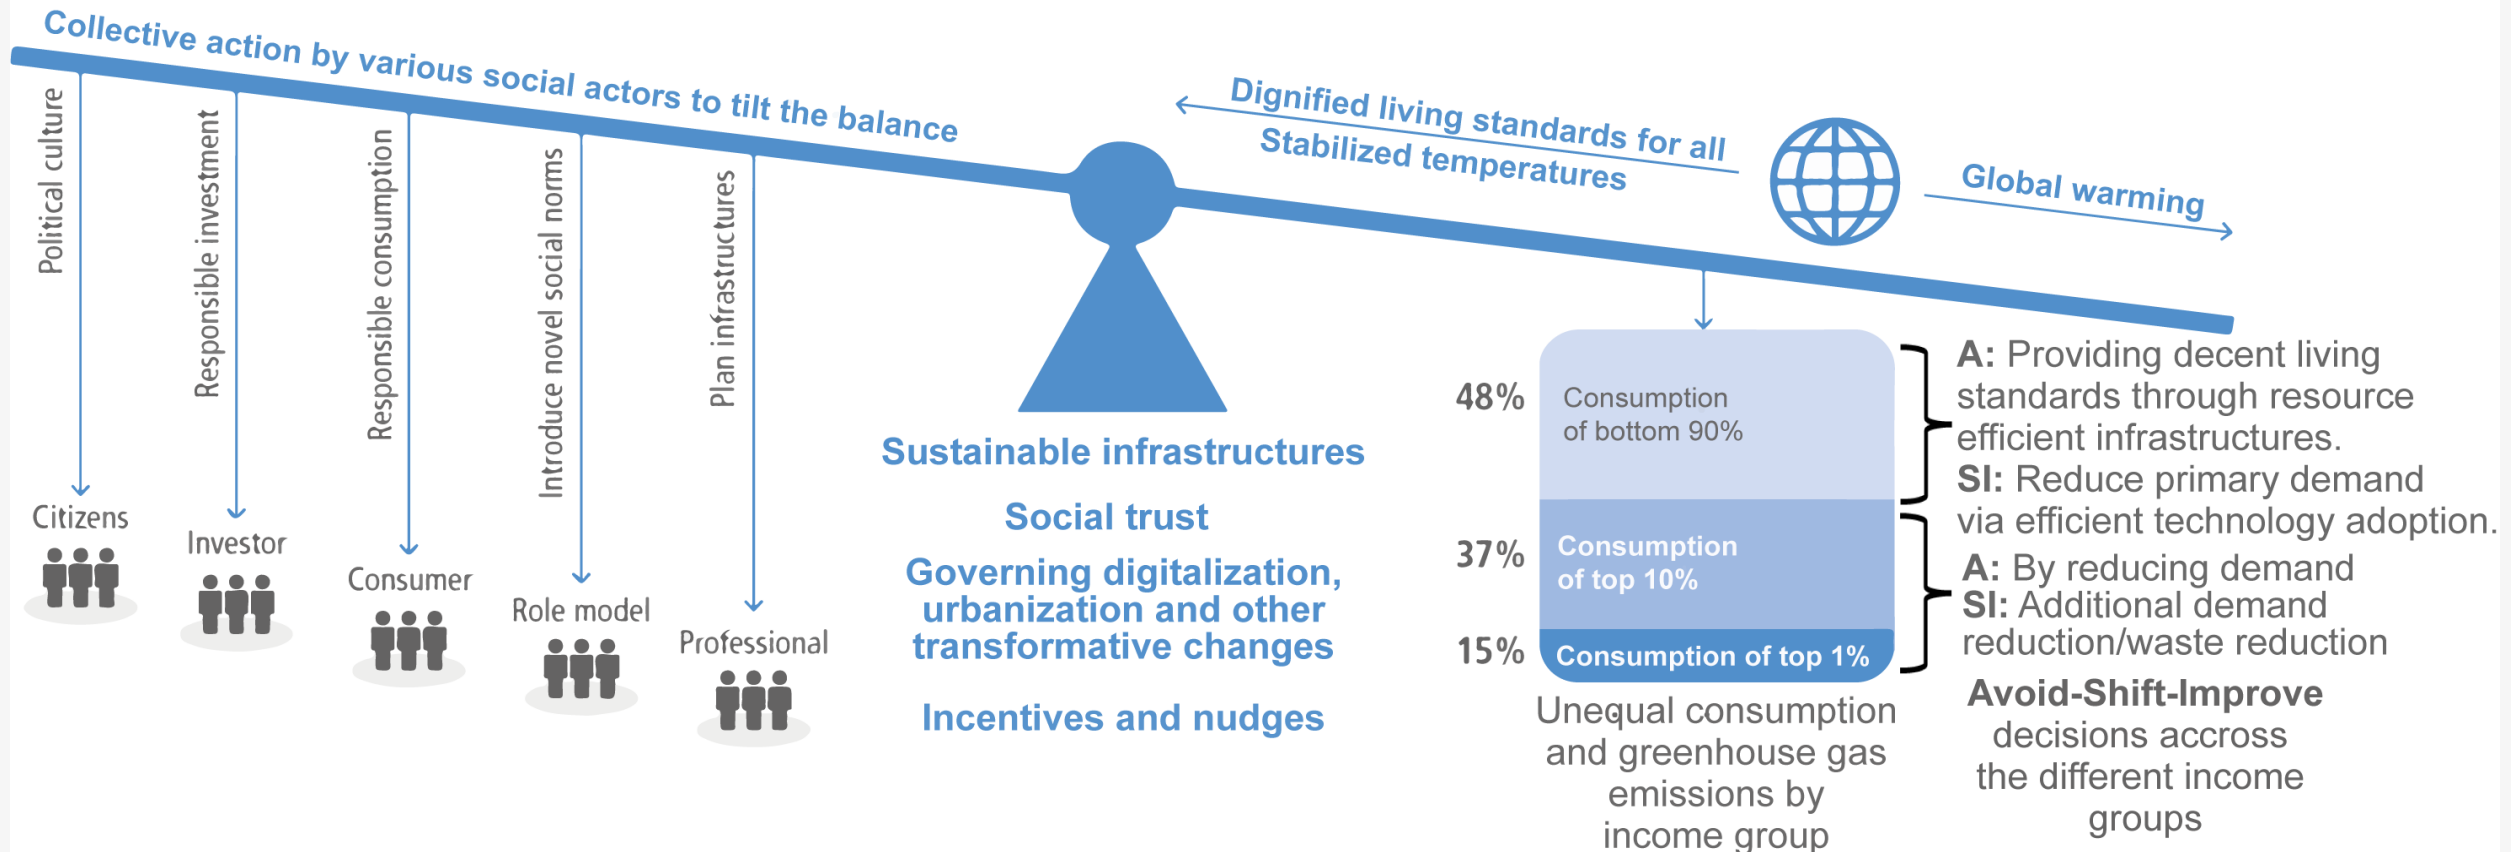 Collective action by various social actors to tilt the balance
Political culture
Responsible investment
Responsible consumption
Introduce novel social norms
Plan infrastructures
Citizens
Investor
Consumer
Role model
Professional
Dignified living standards for all
Stabilized temperatures
Global warming
Sustainable infrastructures
Social trust
Governing digitalization,
urbanization and other
transformative changes
Incentives and nudges
48%
Consumption
of bottom 90%
37%
Consumption
of top 10%
15%
Consumption of top 1%
Unequal consumption
and greenhouse gas
emissions by
income group
A: Providing decent living
standards through resource
efficient infrastructures.
SI: Reduce primary demand
via efficient technology adoption.
A: By reducing demand
SI: Additional demand
reduction/waste reduction
Avoid-Shift-Improve
decisions accross
the different income
groups